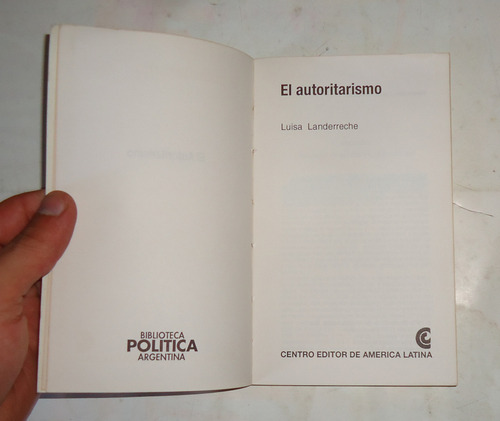 BIBLIOTECA
POLITICA
ARGENTINA
El autoritarismo
Luisa Landerreche
CENTRO EDITOR DE AMERICA LATINA